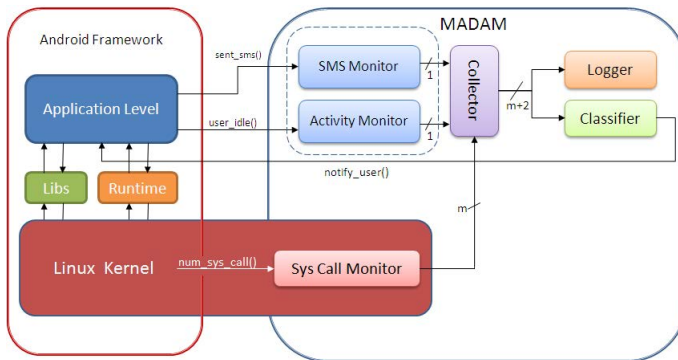 Android Framework
MADAM
sent_sms()
SMS Monitor
1
Collector
Logger
Application Level
m+2
user_idle()
Activity Monitor
1
Classifier
notify_user()
Libs
Runtime
m
Linux Kernel
num_sys_call()
Sys Call Monitor